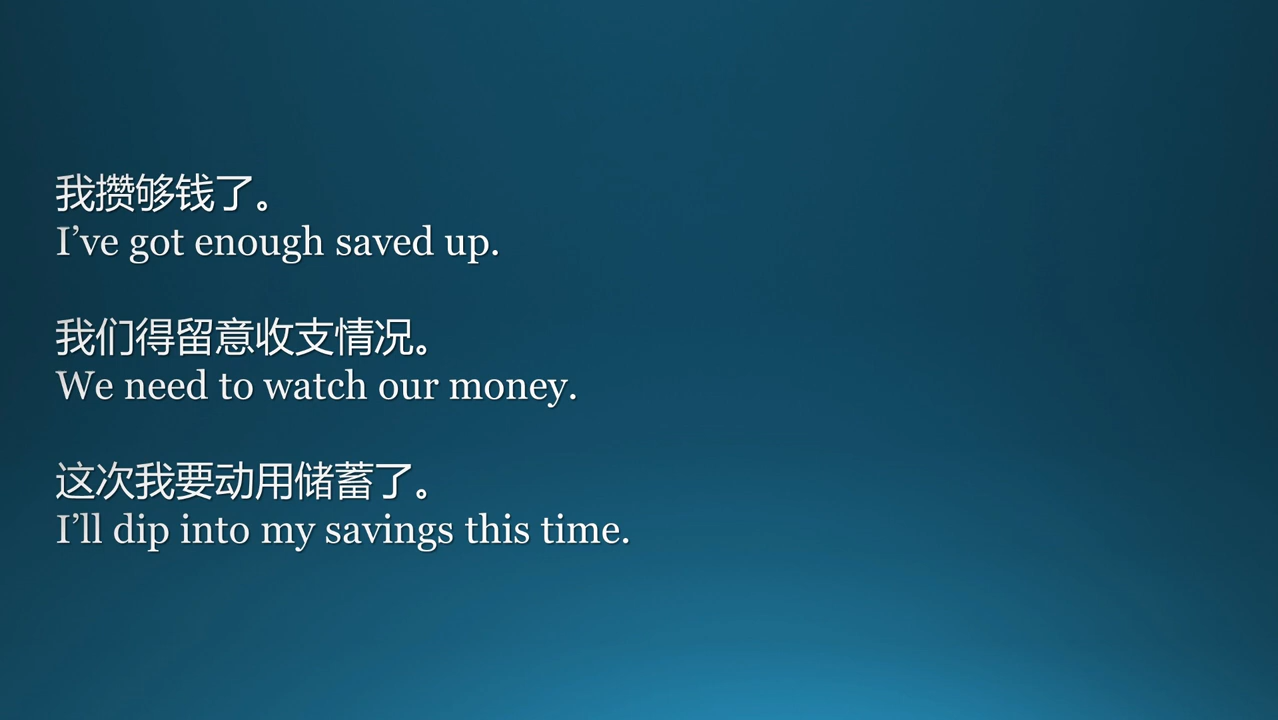 我攒够钱了。
I’ve got enough saved up.
我们得留意收支情况。
We need to watch our money.
这次我要动用储蓄了。
I’ll dip into my savings this time.